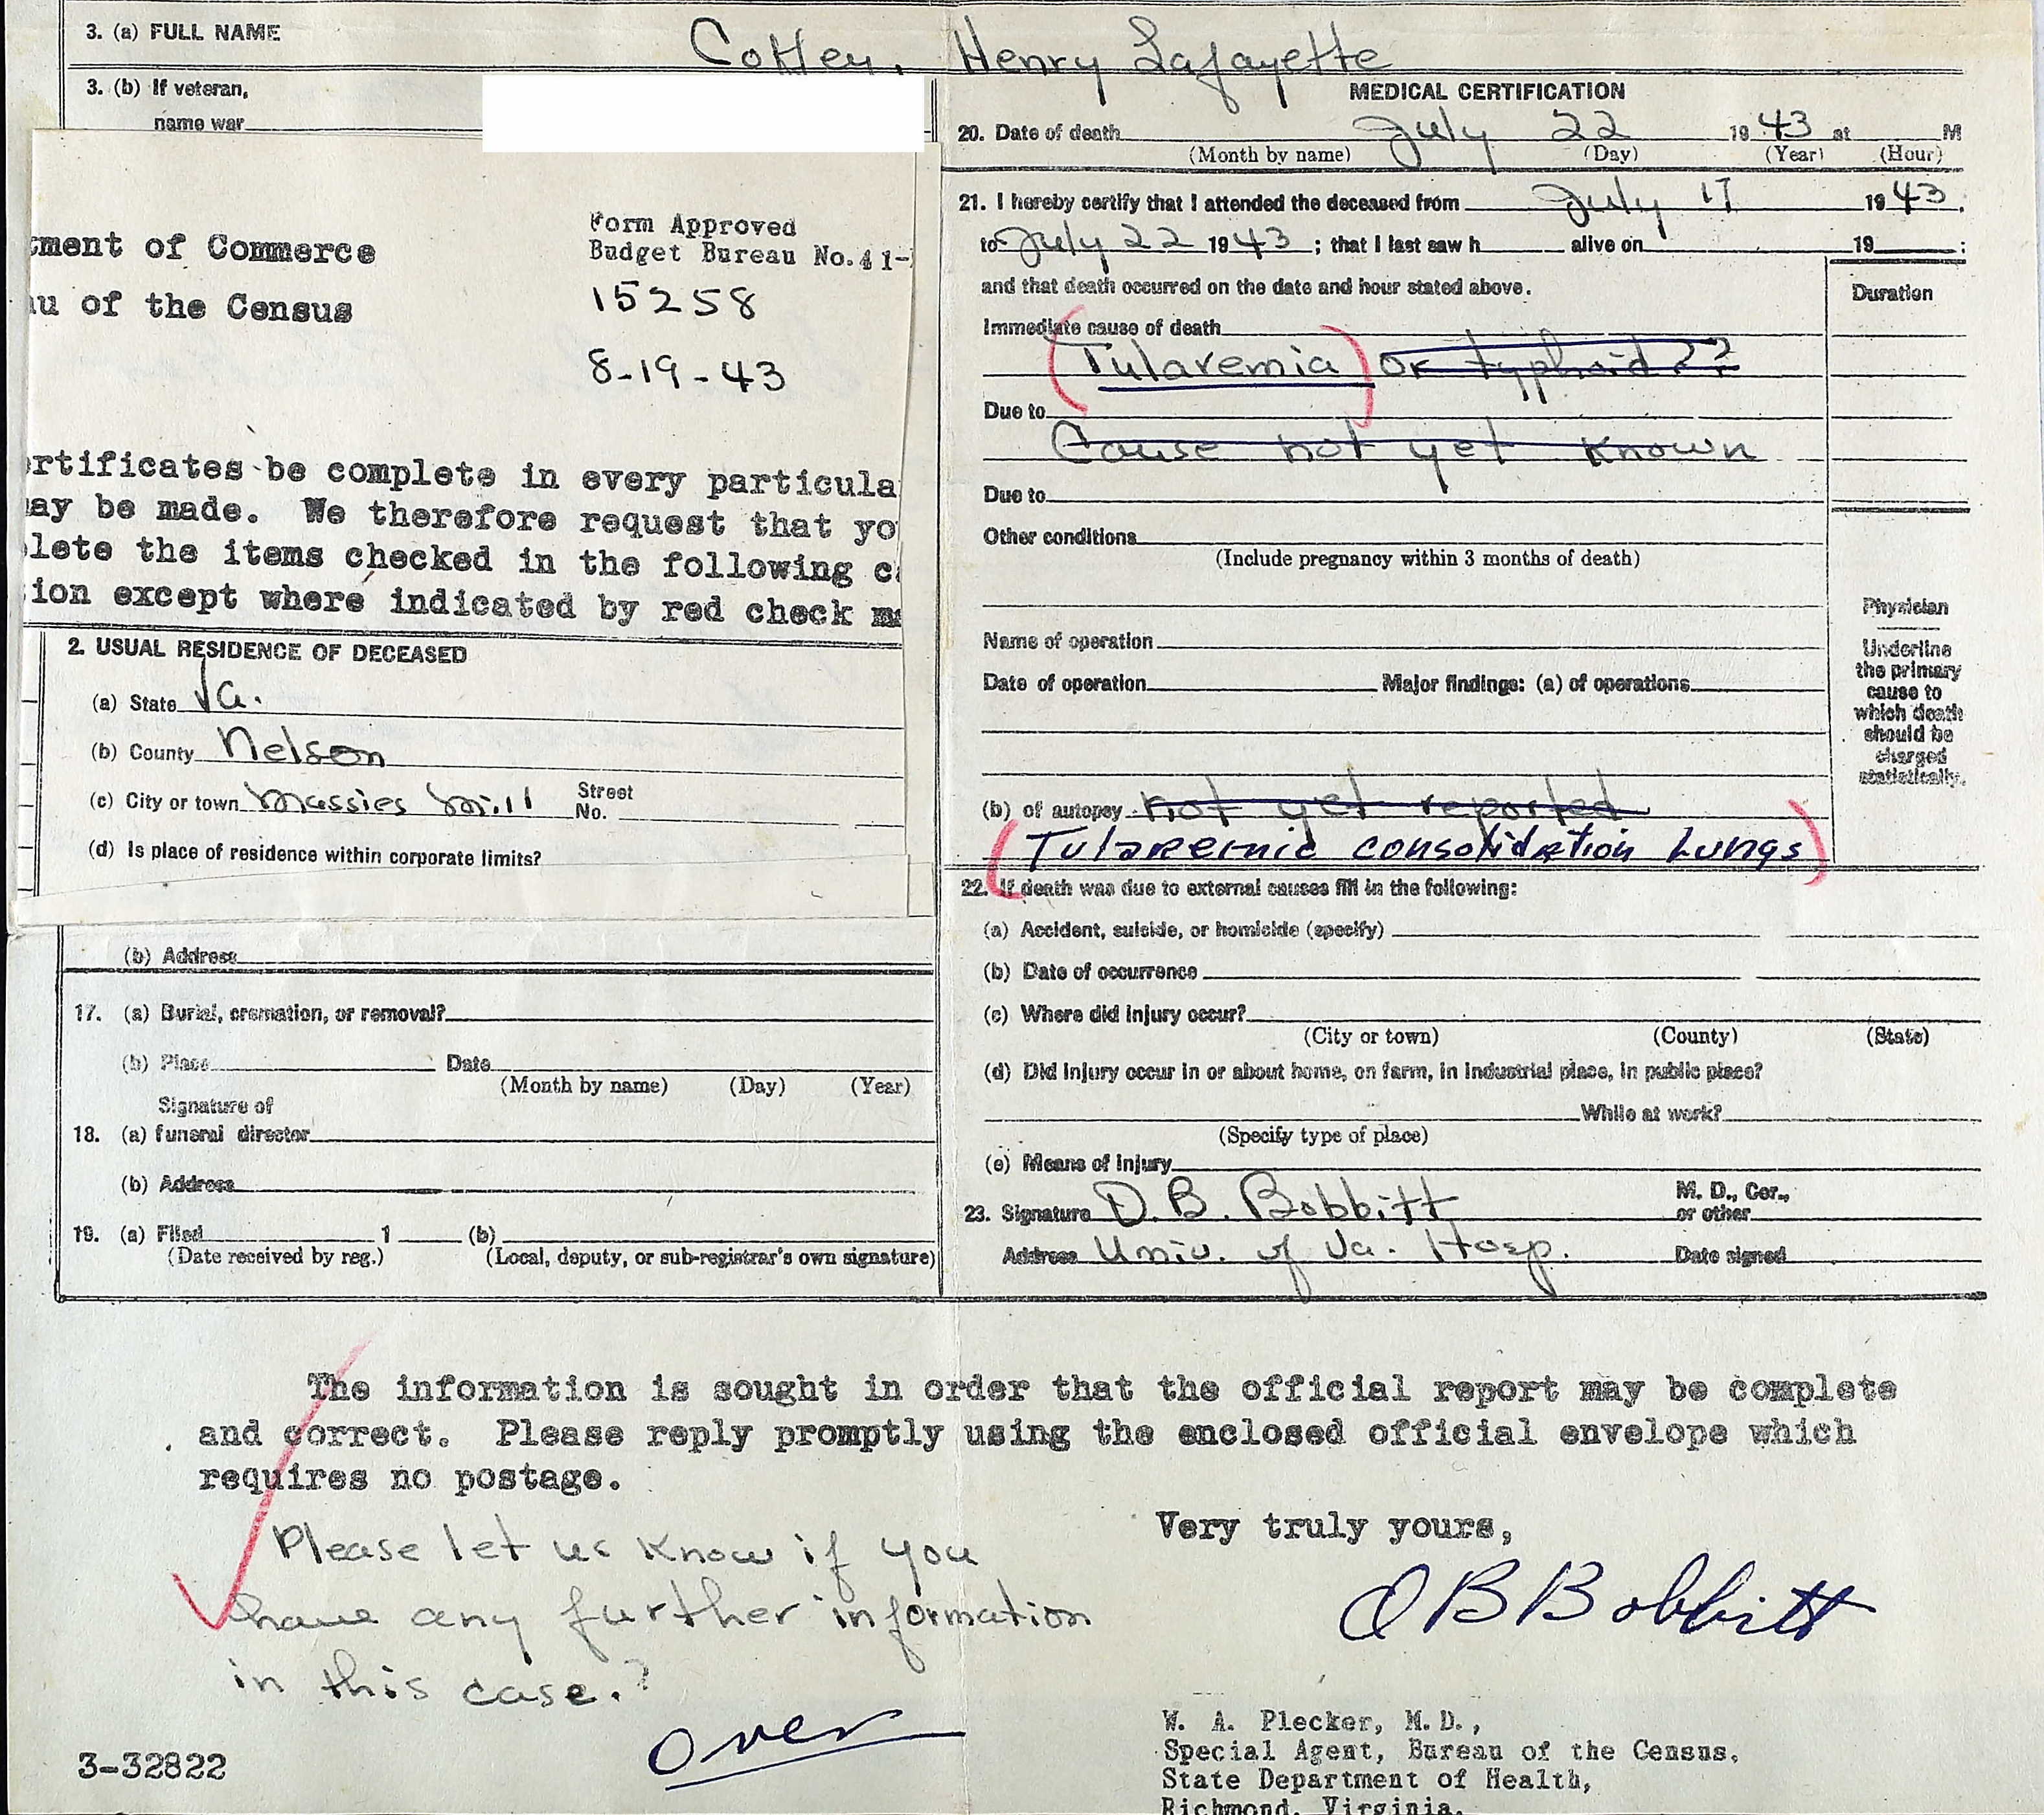 3. (a) FULL NAME Coffey, Henry Lafayette
3. (b) If veteran,
name war
Form Approved
tment of Commerce
Budget Bureau No. 41-
au of the Census
15258
8-19-43
ertificates be complete in every particula
may be made. We therefore request that yo
lete the items checked in the following c
ion except where indicated by red check m
2. USUAL RESIDENCE OF DECEASED
(a) State Va.
(b) County Nelson
(c) City or town Massies Mill Street No.
(d) Is place of residence within corporate limits?
(b) Address
17. (a) Burial, cremation, or removal?
(b) Place Date
(Month by name) (Day) (Year)
Signature of
18. (a) funeral director
(b) Address
19. (a) Filed 1 (b)
(Date received by reg.) (Local, deputy, or sub-registrar's own signature)
MEDICAL CERTIFICATION
20. Date of death July 22 1943 at M
(Month by name) (Day) (Year) (Hour)
21. I hereby certify that I attended the deceased from July 17 1943.
to July 22 1943; that I last saw h alive on 19 ;
and that death occurred on the date and hour stated above.
Duration
Immediate cause of death
(Tularemia) or typhoid??
Due to
Cause not yet known
Due to
Other conditions
(Include pregnancy within 3 months of death)
Name of operation
Date of operation Major findings: (a) of operations
Physician
Underline
the primary
cause to
which death
should be
charged
statistically.
(b) of autopsy not yet reported
(Tularemic consolidation Lungs)
22. If death was due to external causes fill in the following:
(a) Accident, suicide, or homicide (specify)
(b) Date of occurrence
(c) Where did injury occur?
(City or town) (County) (State)
(d) Did injury occur in or about home, on farm, in industrial place, in public place?
While at work?
(Specify type of place)
(e) Means of injury
23. Signature D. B. Bobbitt M. D., Cor., or other
Address Univ. of Va. Hosp. Date signed
The information is sought in order that the official report may be complete
and correct. Please reply promptly using the enclosed official envelope which
requires no postage.
Very truly yours,
Please let us know if you
have any further information
in this case.?
O B Bobbitt
Over
W. A. Plecker, M.D.,
Special Agent, Bureau of the Census,
State Department of Health,
Richmond, Virginia.
3-32822